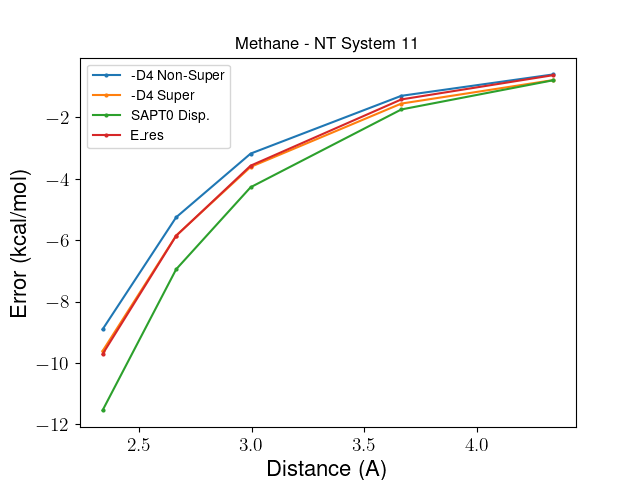 Methane - NT System 11
-D4 Non-Super
-D4 Super
SAPT0 Disp.
E_res
Error (kcal/mol)
−2
−4
−6
−8
−10
−12
2.5 3.0 3.5 4.0
Distance (A)